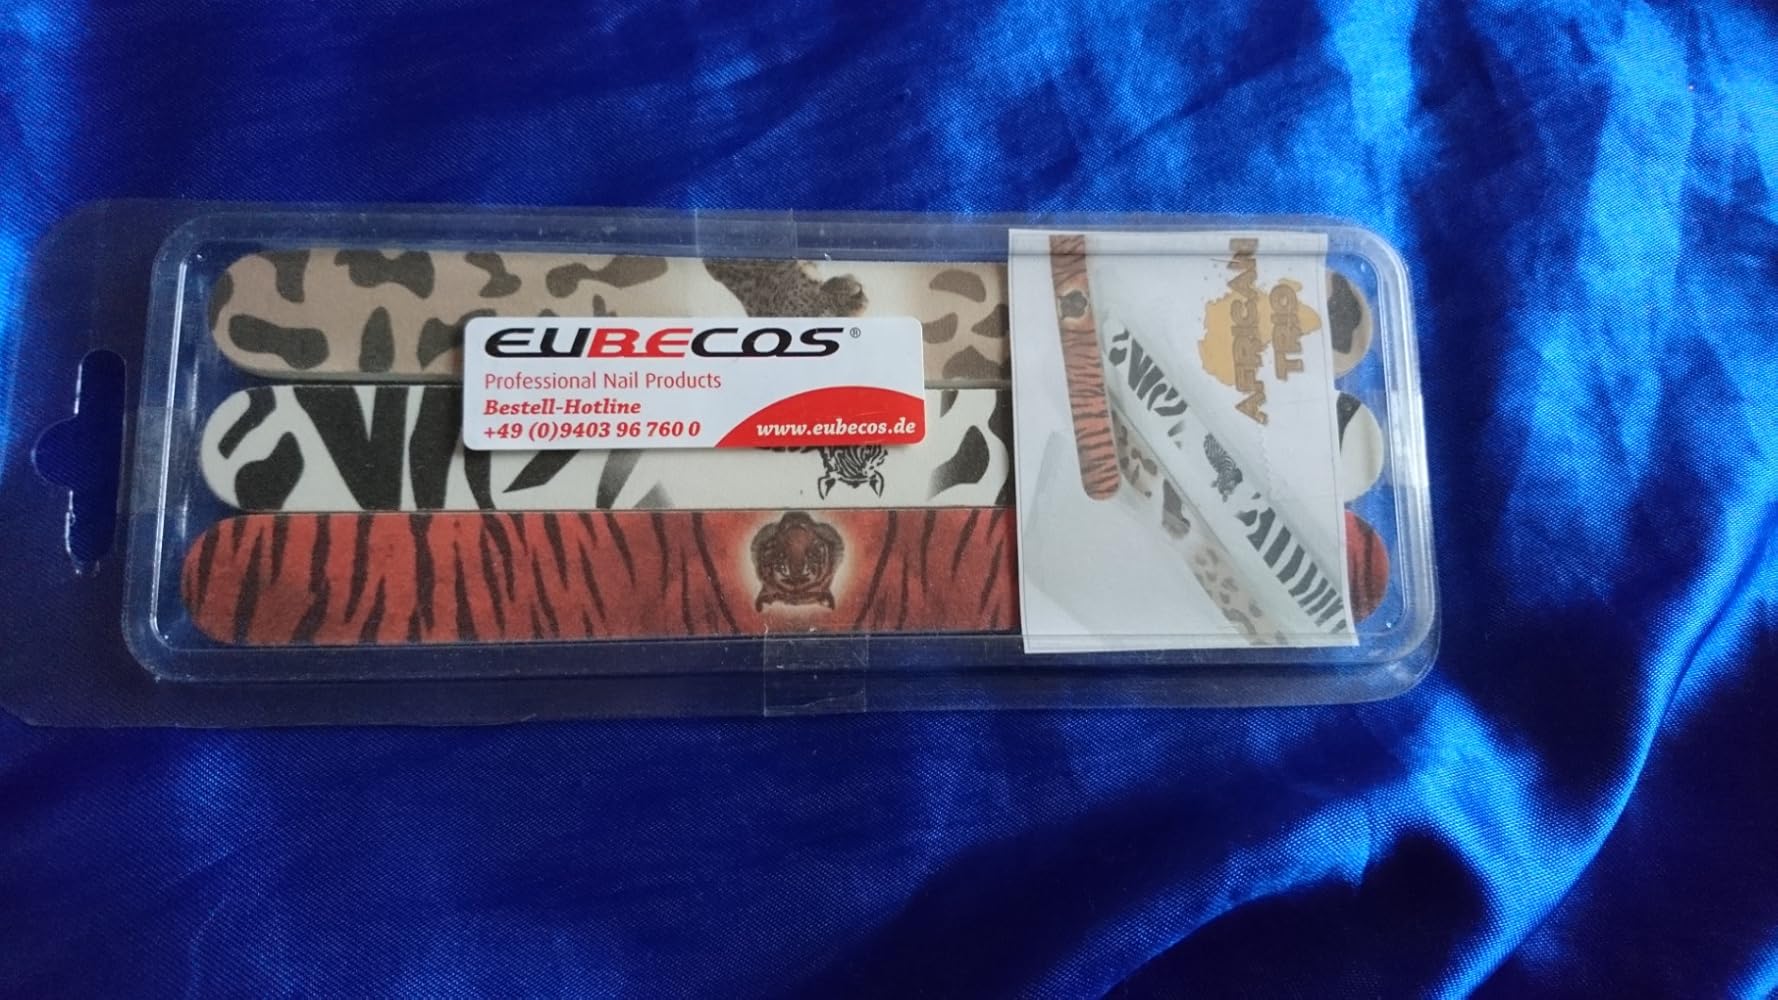 EUBECOS®
Professional Nail Products
Bestell-Hotline
+49 (0)9403 96 760 0
www.eubecos.de
AFRICAN
TRIO